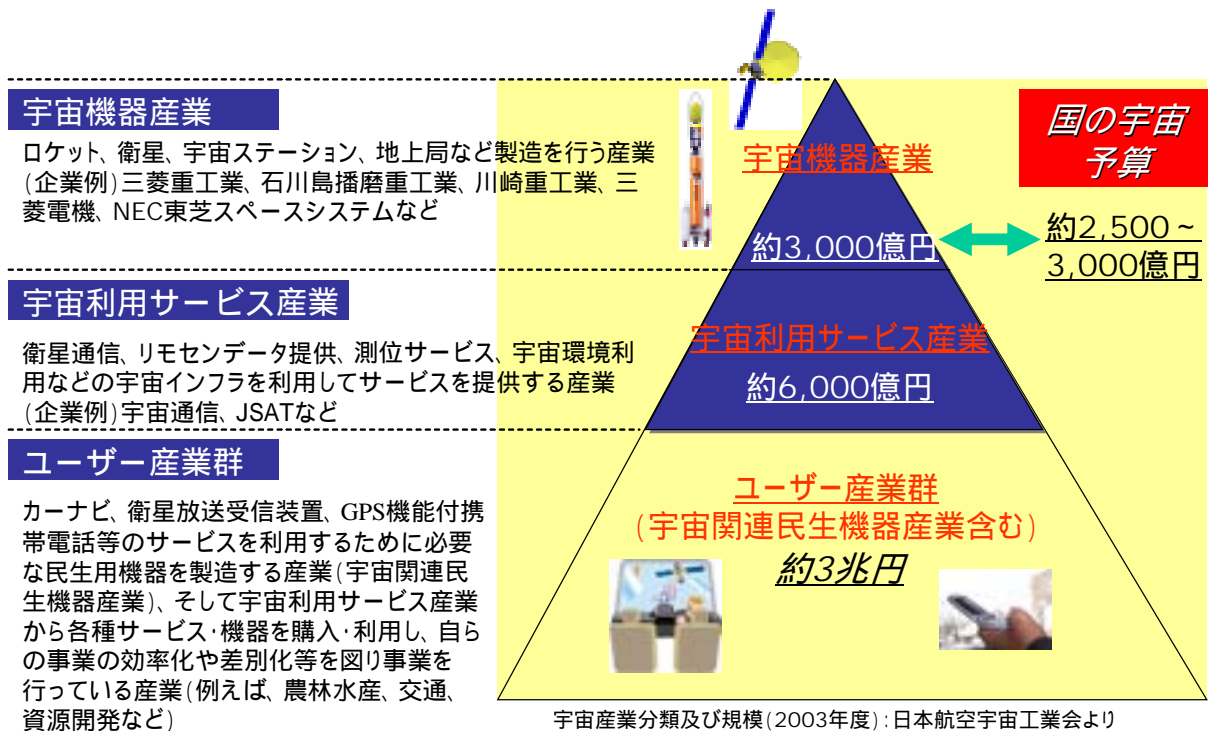 宇宙機器産業
ロケット、衛星、宇宙ステーション、地上局など製造を行う産業
(企業例)三菱重工業、石川島播磨重工業、川崎重工業、三
菱電機、NEC東芝スペースシステムなど
宇宙利用サービス産業
衛星通信、リモセンデータ提供、測位サービス、宇宙環境利
用などの宇宙インフラを利用してサービスを提供する産業
(企業例)宇宙通信、JSATなど
ユーザー産業群
カーナビ、衛星放送受信装置、GPS機能付携
帯電話等のサービスを利用するために必要
な民生用機器を製造する産業(宇宙関連民
生機器産業)、そして宇宙利用サービス産業
から各種サービス・機器を購入・利用し、自ら
の事業の効率化や差別化等を図り事業を
行っている産業(例えば、農林水産、交通、
資源開発など)
宇宙機器産業
約3,000億円
国の宇宙
予算
約2,500~
3,000億円
宇宙利用サービス産業
約6,000億円
ユーザー産業群
(宇宙関連民生機器産業含む)
約3兆円
宇宙産業分類及び規模(2003年度):日本航空宇宙工業会より